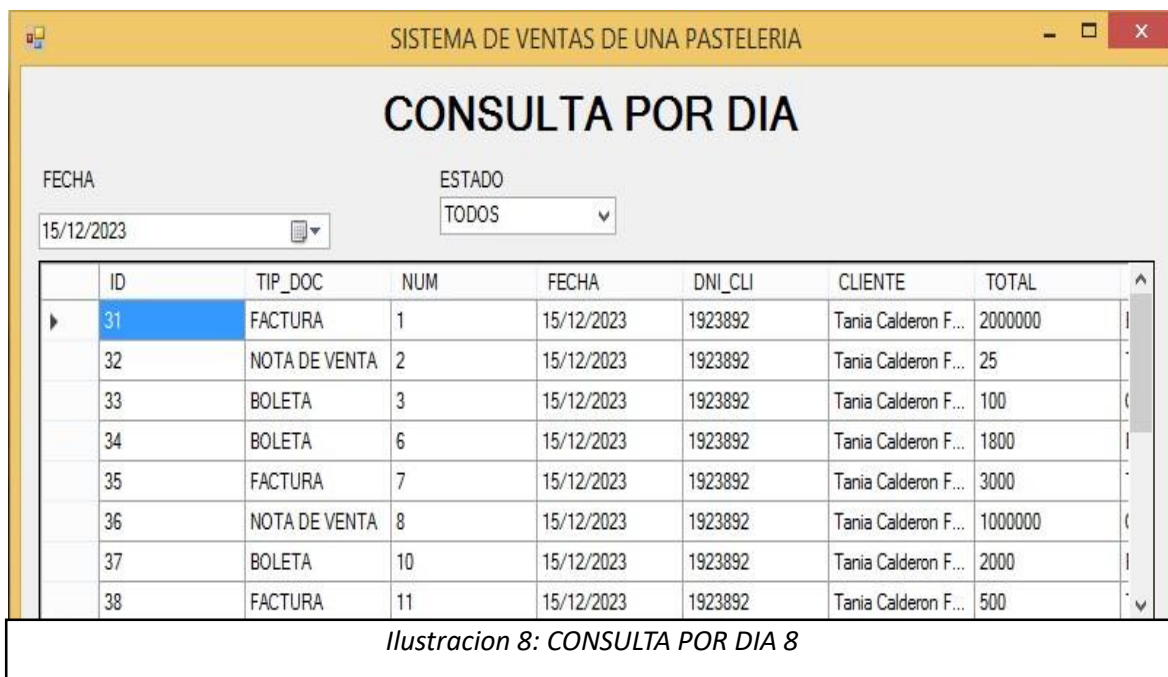 SISTEMA DE VENTAS DE UNA PASTELERIA
CONSULTA POR DIA
FECHA ESTADO
15/12/2023 TODOS
ID TIP_DOC NUM FECHA DNI_CLI CLIENTE TOTAL
31 FACTURA 1 15/12/2023 1923892 Tania Calderon F... 2000000
32 NOTA DE VENTA 2 15/12/2023 1923892 Tania Calderon F... 25
33 BOLETA 3 15/12/2023 1923892 Tania Calderon F... 100
34 BOLETA 6 15/12/2023 1923892 Tania Calderon F... 1800
35 FACTURA 7 15/12/2023 1923892 Tania Calderon F... 3000
36 NOTA DE VENTA 8 15/12/2023 1923892 Tania Calderon F... 1000000
37 BOLETA 10 15/12/2023 1923892 Tania Calderon F... 2000
38 FACTURA 11 15/12/2023 1923892 Tania Calderon F... 500
Ilustracion 8: CONSULTA POR DIA 8